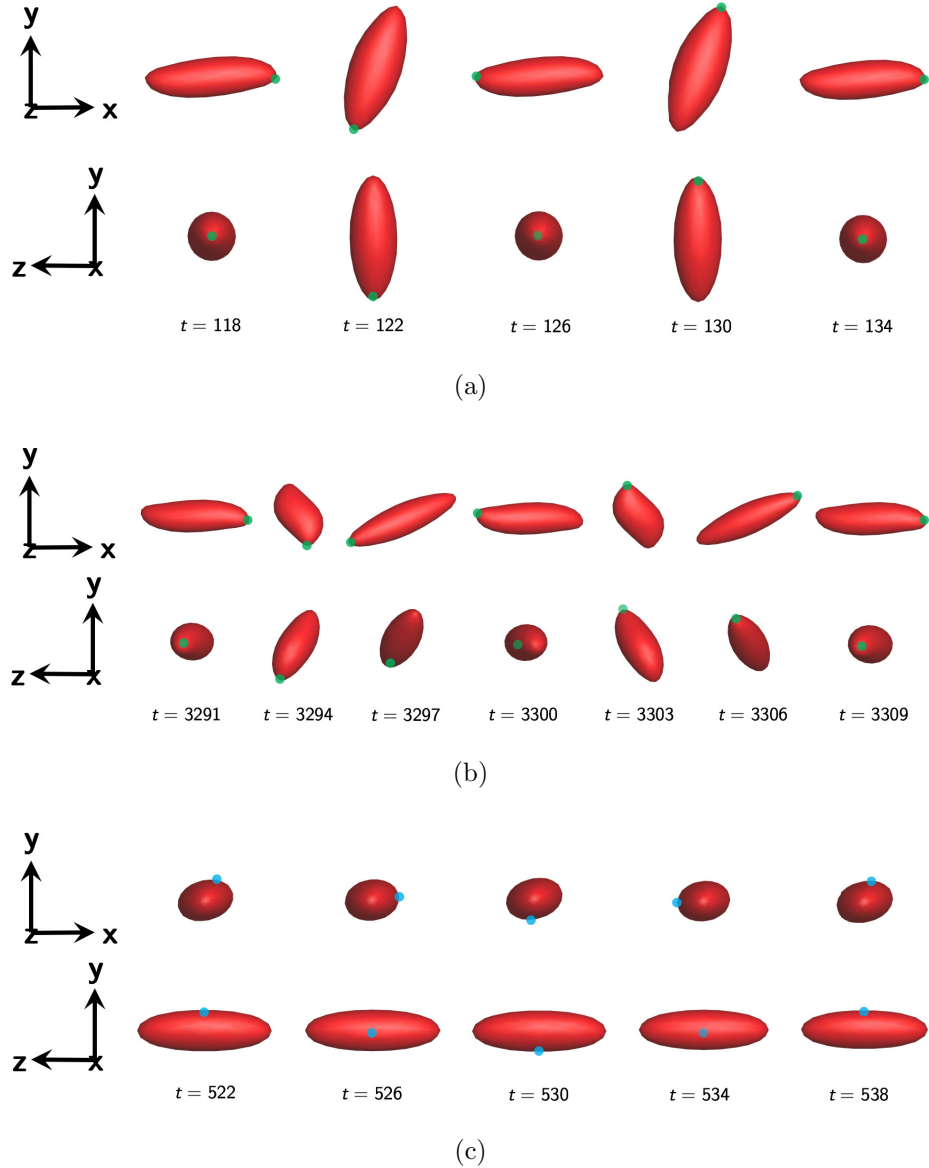 y
z x
y
z x
t = 118 t = 122 t = 126 t = 130 t = 134
(a)
y
z x
y
z x
t = 3291 t = 3294 t = 3297 t = 3300 t = 3303 t = 3306 t = 3309
(b)
y
z x
y
z x
t = 522 t = 526 t = 530 t = 534 t = 538
(c)